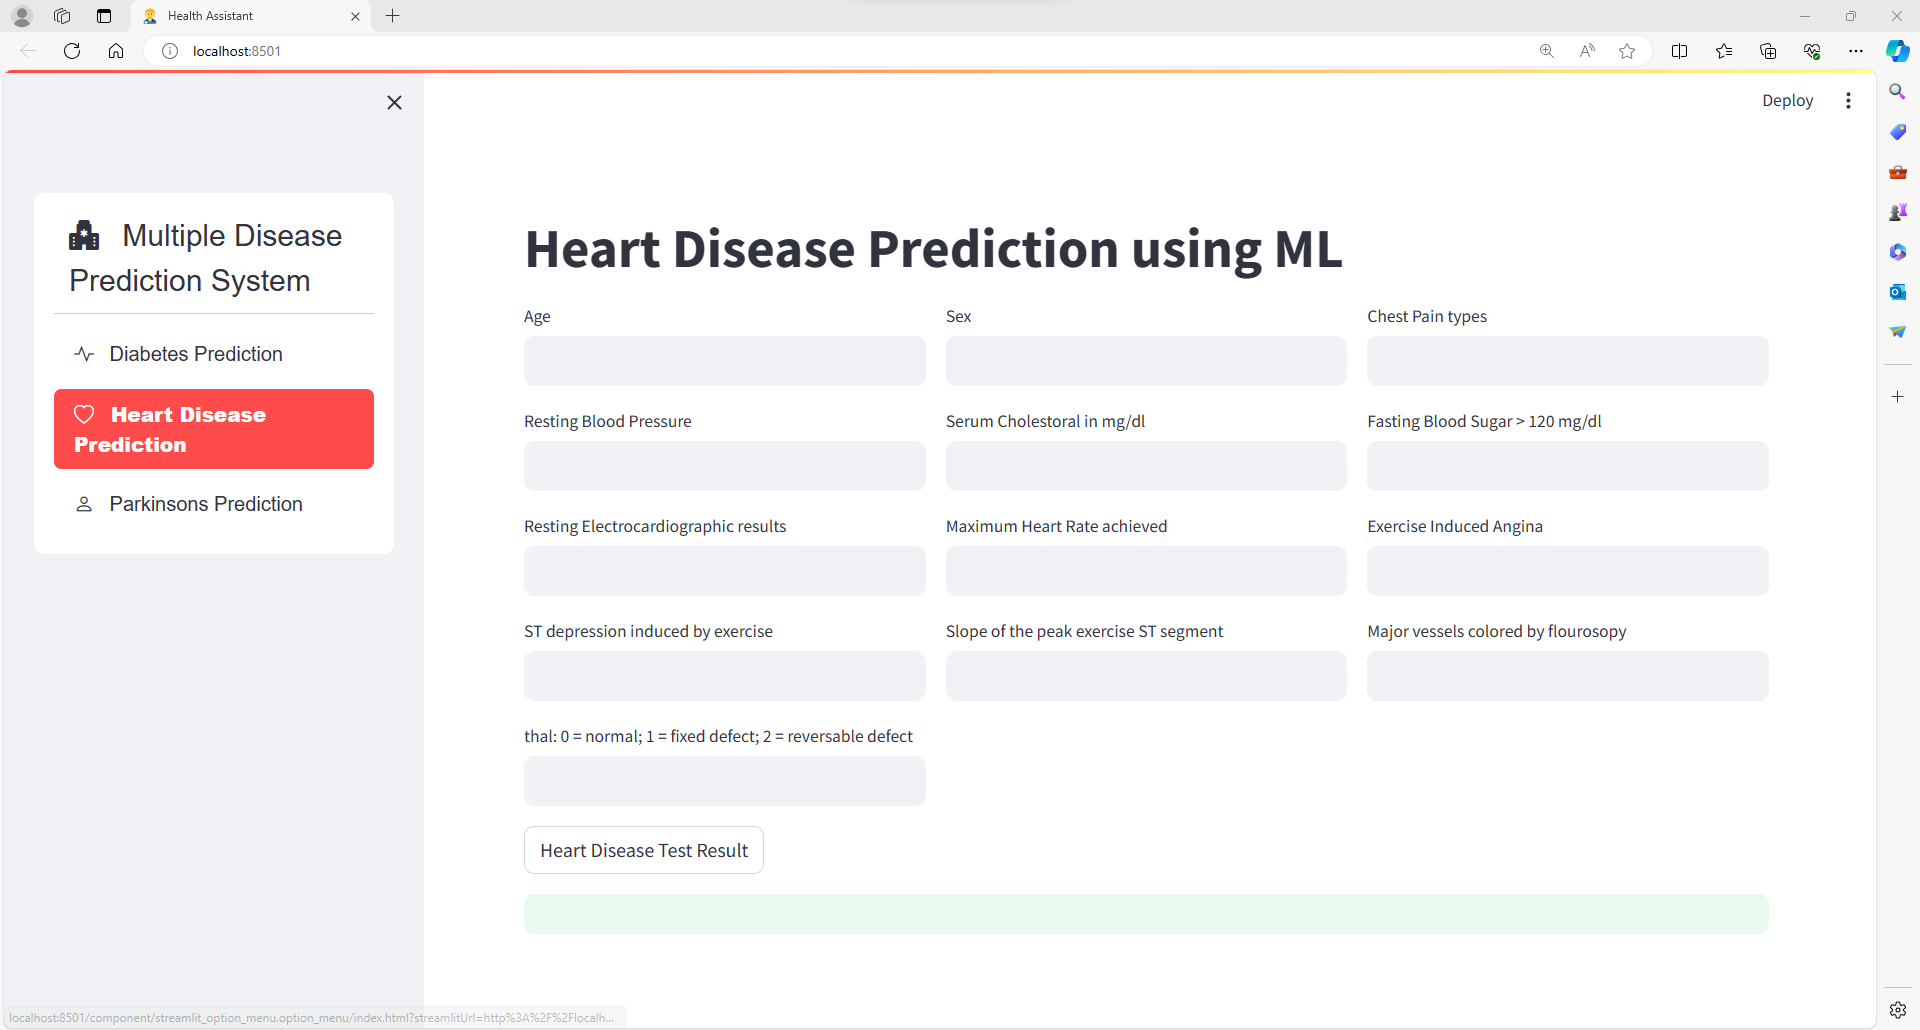 Health Assistant
localhost:8501
Deploy
Multiple Disease
Prediction System
Diabetes Prediction
Heart Disease
Prediction
Parkinsons Prediction
Heart Disease Prediction using ML
Age
Sex
Chest Pain types
Resting Blood Pressure
Serum Cholestoral in mg/dl
Fasting Blood Sugar > 120 mg/dl
Resting Electrocardiographic results
Maximum Heart Rate achieved
Exercise Induced Angina
ST depression induced by exercise
Slope of the peak exercise ST segment
Major vessels colored by flourosopy
thal: 0 = normal; 1 = fixed defect; 2 = reversable defect
Heart Disease Test Result
localhost:8501/component/streamlit_option_menu.option_menu/index.html?streamlitUrl=http%3A%2F%2Flocalh...